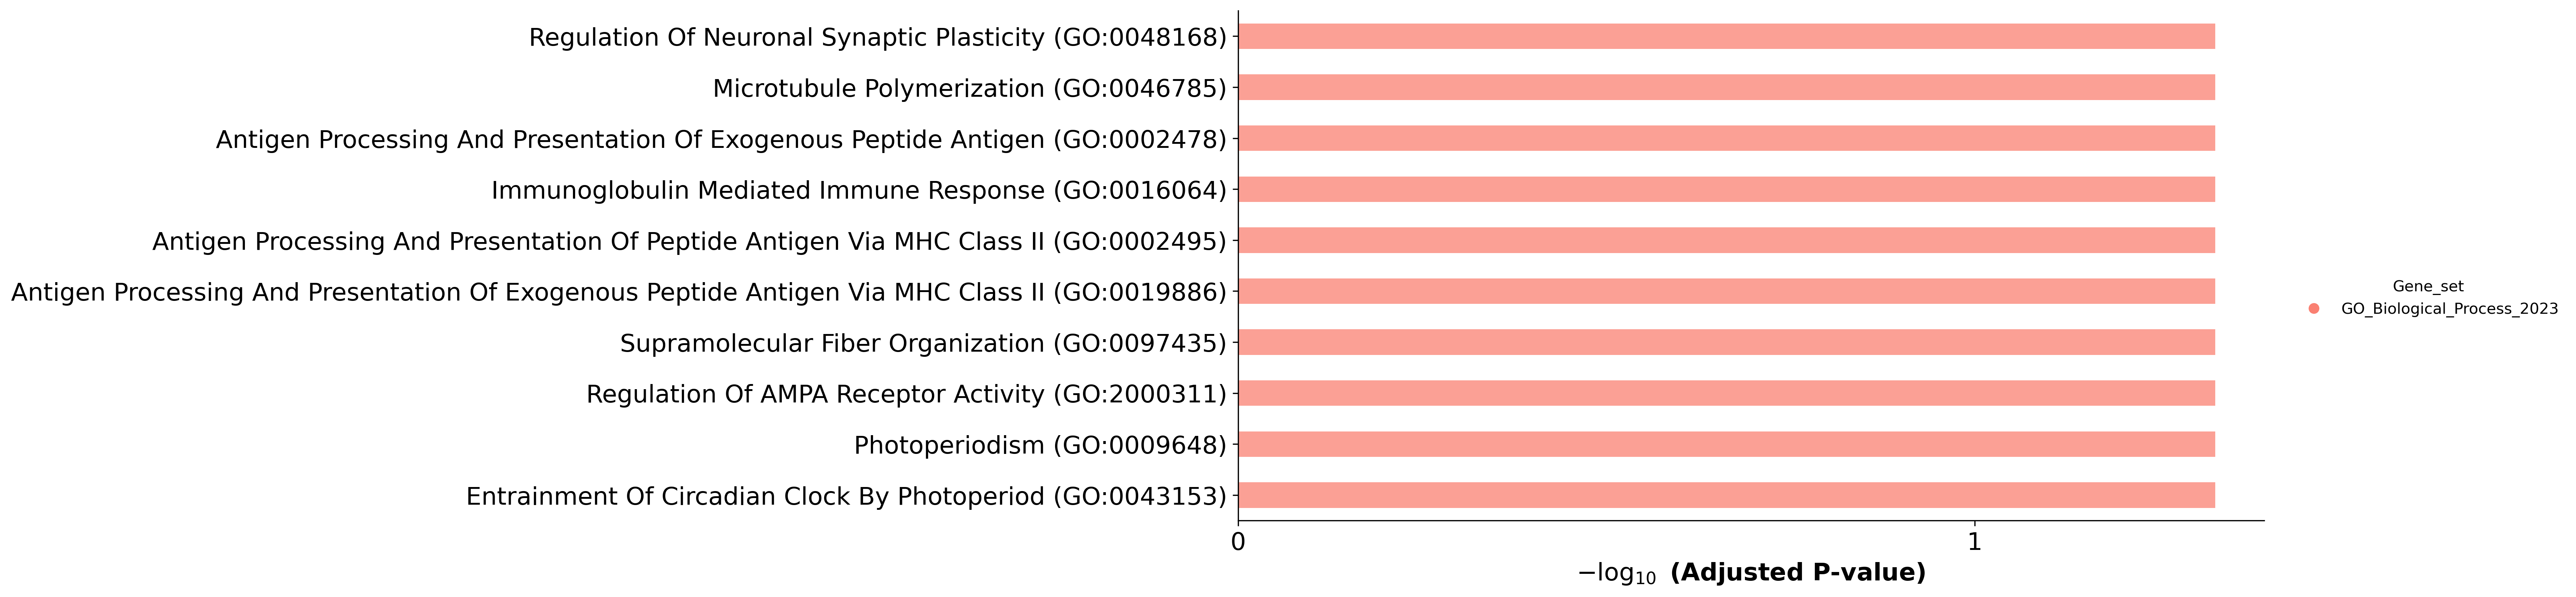 Regulation Of Neuronal Synaptic Plasticity (GO:0048168)
Microtubule Polymerization (GO:0046785)
Antigen Processing And Presentation Of Exogenous Peptide Antigen (GO:0002478)
Immunoglobulin Mediated Immune Response (GO:0016064)
Antigen Processing And Presentation Of Peptide Antigen Via MHC Class II (GO:0002495)
Antigen Processing And Presentation Of Exogenous Peptide Antigen Via MHC Class II (GO:0019886)
Supramolecular Fiber Organization (GO:0097435)
Regulation Of AMPA Receptor Activity (GO:2000311)
Photoperiodism (GO:0009648)
Entrainment Of Circadian Clock By Photoperiod (GO:0043153)
0 1
−log₁₀ (Adjusted P-value)
Gene_set
GO_Biological_Process_2023